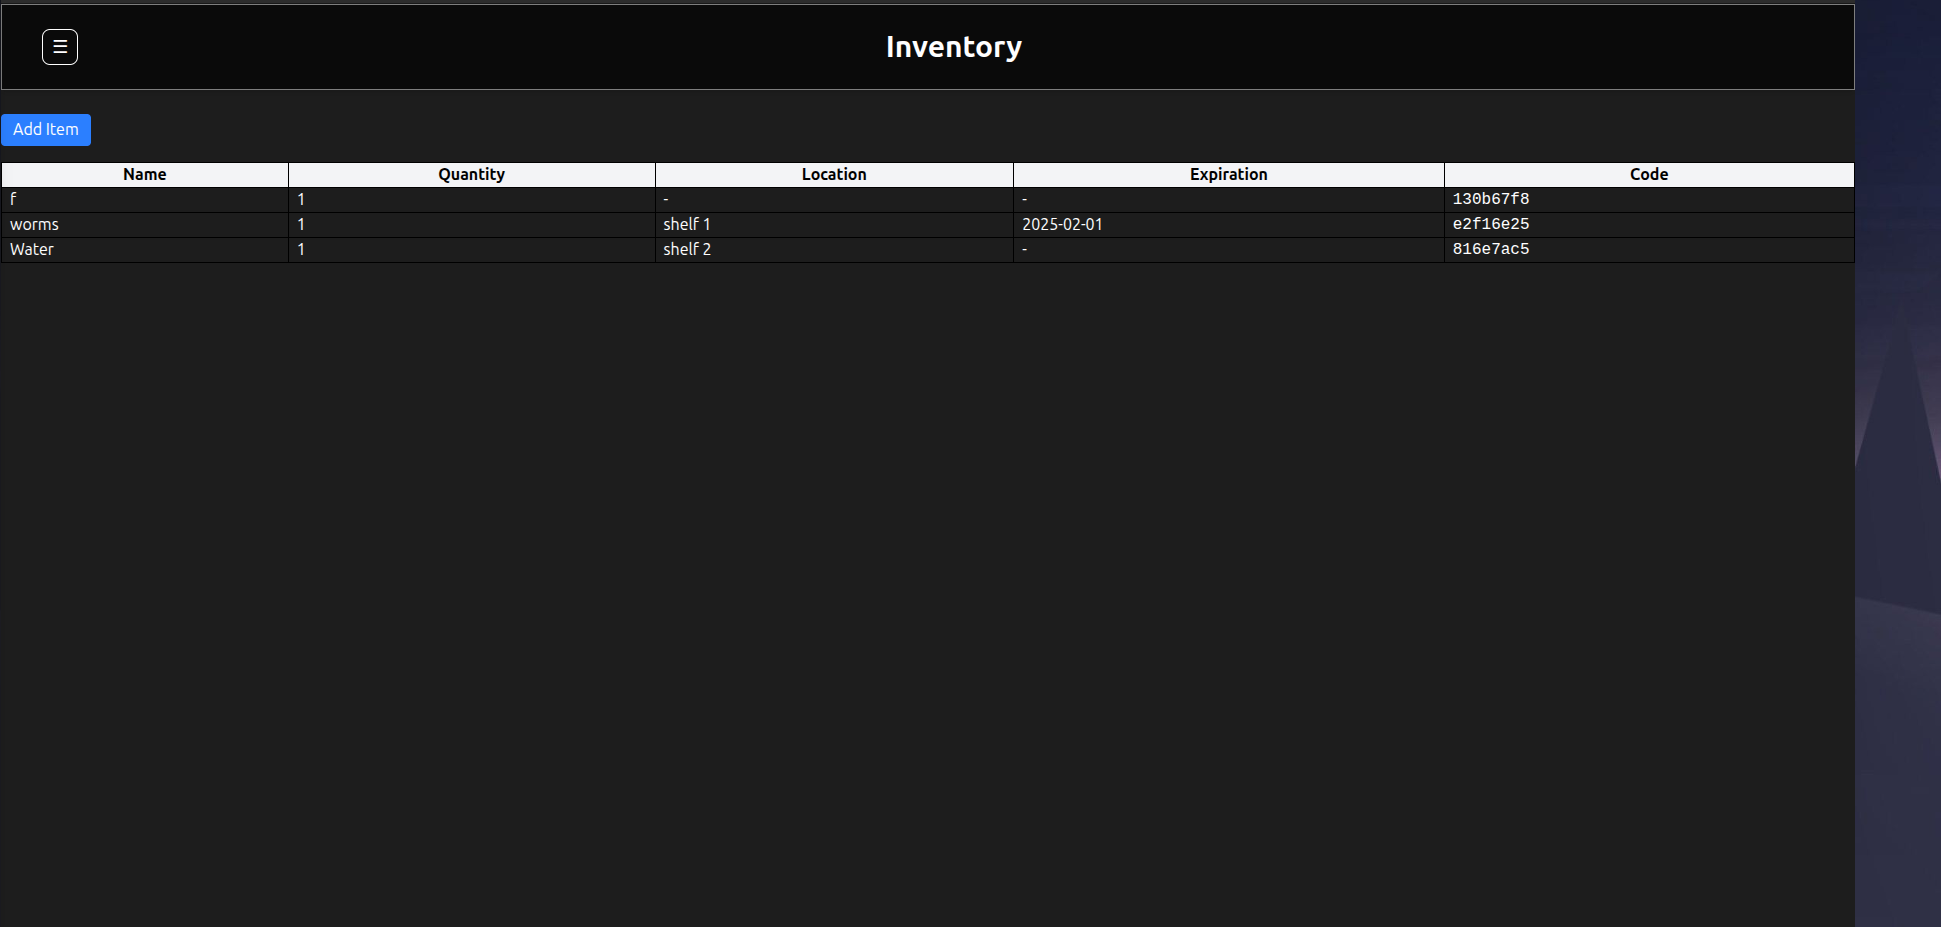 ☰ Inventory
Add Item
Name Quantity Location Expiration Code
f 1 - - 130b67f8
worms 1 shelf 1 2025-02-01 e2f16e25
Water 1 shelf 2 - 816e7ac5